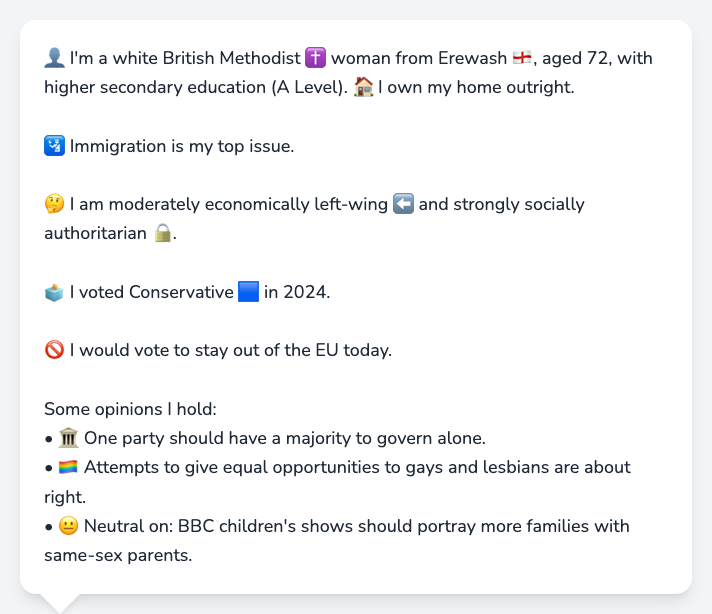 👤 I'm a white British Methodist ✝️ woman from Erewash 🏴󠁧󠁢󠁥󠁮󠁧󠁿, aged 72, with
higher secondary education (A Level). 🏠 I own my home outright.
🛂 Immigration is my top issue.
🤔 I am moderately economically left-wing ⬅️ and strongly socially
authoritarian 🔒.
🗳️ I voted Conservative 🟦 in 2024.
🚫 I would vote to stay out of the EU today.
Some opinions I hold:
• 🏛️ One party should have a majority to govern alone.
• 🏳️‍🌈 Attempts to give equal opportunities to gays and lesbians are about
right.
• 😐 Neutral on: BBC children's shows should portray more families with
same-sex parents.